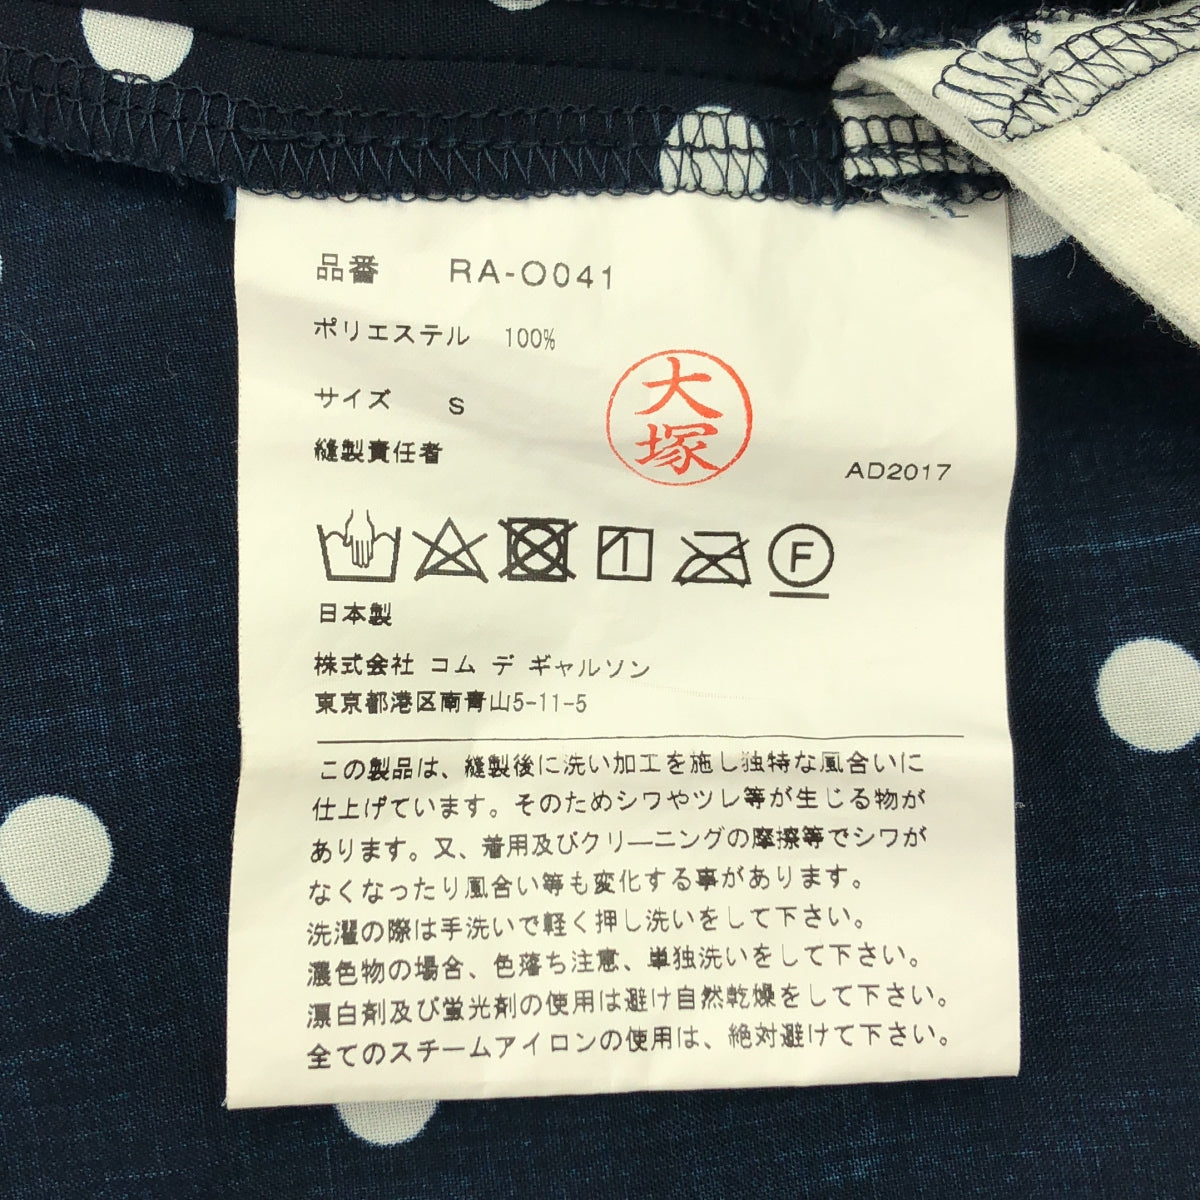 品番 RA-O041
ポリエステル 100%
サイズ S
縫製責任者
大塚
AD2017
F
日本製
株式会社 コム デ ギャルソン
東京都港区南青山5-11-5
この製品は、縫製後に洗い加工を施し独特な風合いに
仕上げています。そのためシワやツレ等が生じる物が
あります。又、着用及びクリーニングの摩擦等でシワが
なくなったり風合い等も変化する事があります。
洗濯の際は手洗いで軽く押し洗いをして下さい。
濃色物の場合、色落ち注意、単独洗いをして下さい。
漂白剤及び蛍光剤の使用は避け自然乾燥をして下さい。
全てのスチームアイロンの使用は、絶対避けて下さい。